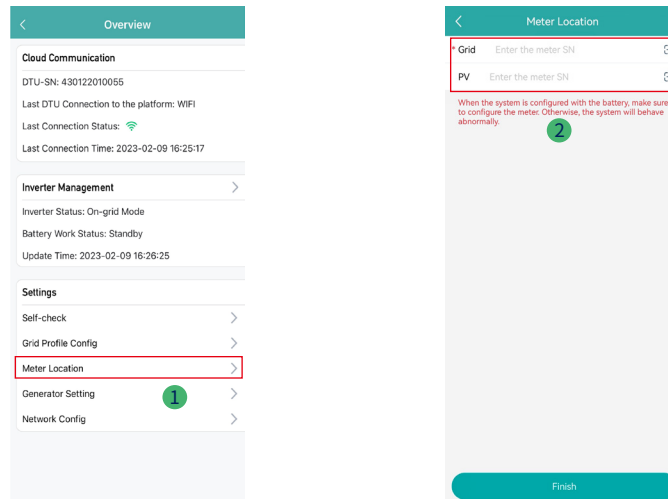 Overview
Cloud Communication
DTU-SN: 430122010055
Last DTU Connection to the platform: WIFI
Last Connection Status:
Last Connection Time: 2023-02-09 16:25:17
Inverter Management
Inverter Status: On-grid Mode
Battery Work Status: Standby
Update Time: 2023-02-09 16:26:25
Settings
Self-check
Grid Profile Config
Meter Location
Generator Setting
1
Network Config
Meter Location
* Grid Enter the meter SN
PV Enter the meter SN
When the system is configured with the battery, make sure
to configure the meter. Otherwise, the system will behave
abnormally.
2
Finish